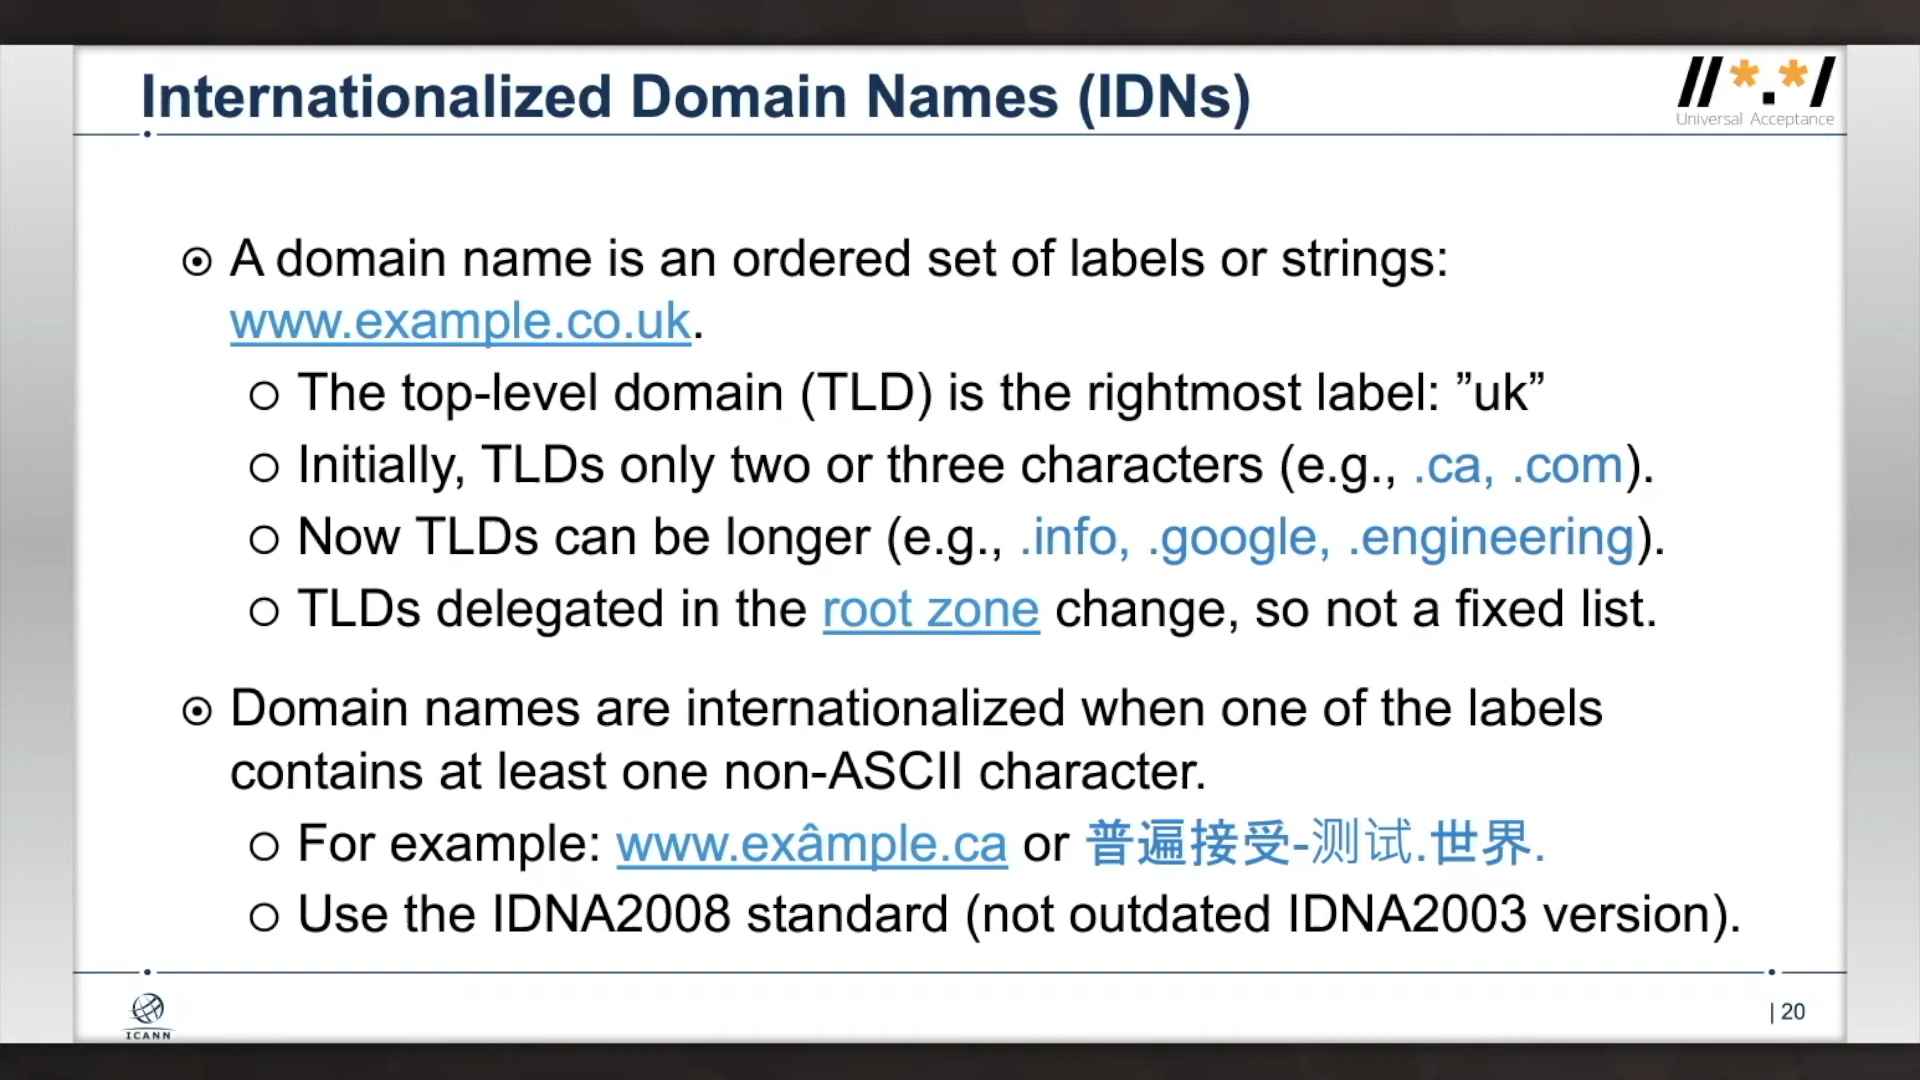 Internationalized Domain Names (IDNs)
//*.*/
Universal Acceptance
A domain name is an ordered set of labels or strings:
www.example.co.uk.
The top-level domain (TLD) is the rightmost label: ”uk”
Initially, TLDs only two or three characters (e.g., .ca, .com).
Now TLDs can be longer (e.g., .info, .google, .engineering).
TLDs delegated in the root zone change, so not a fixed list.
Domain names are internationalized when one of the labels
contains at least one non-ASCII character.
For example: www.exâmple.ca or 普遍接受-测试.世界.
Use the IDNA2008 standard (not outdated IDNA2003 version).
ICANN
| 20